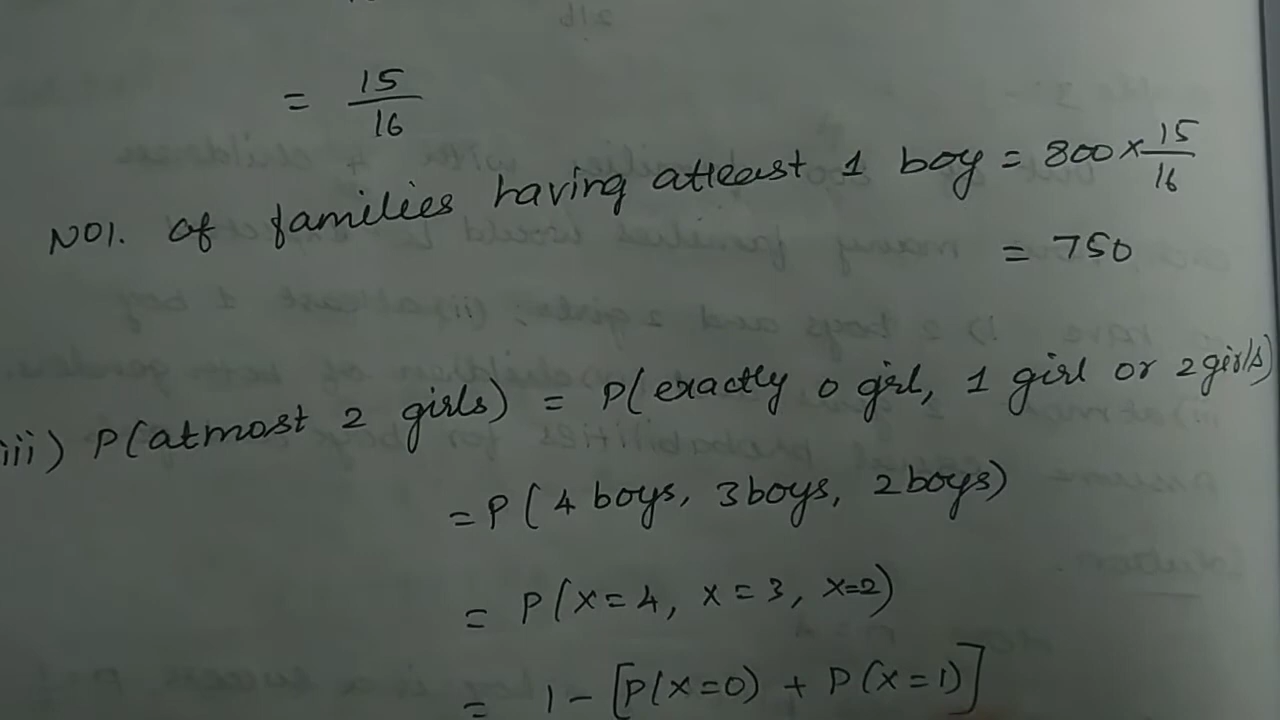 = 15/16
NOI. of families having atleast 1 boy = 800 × 15/16
= 750
iii) P(atmost 2 girls) = P(exactly 0 girl, 1 girl or 2 girls)
= P(4 boys, 3 boys, 2 boys)
= P(x=4, x=3, x=2)
= 1 - [P(x=0) + P(x=1)]